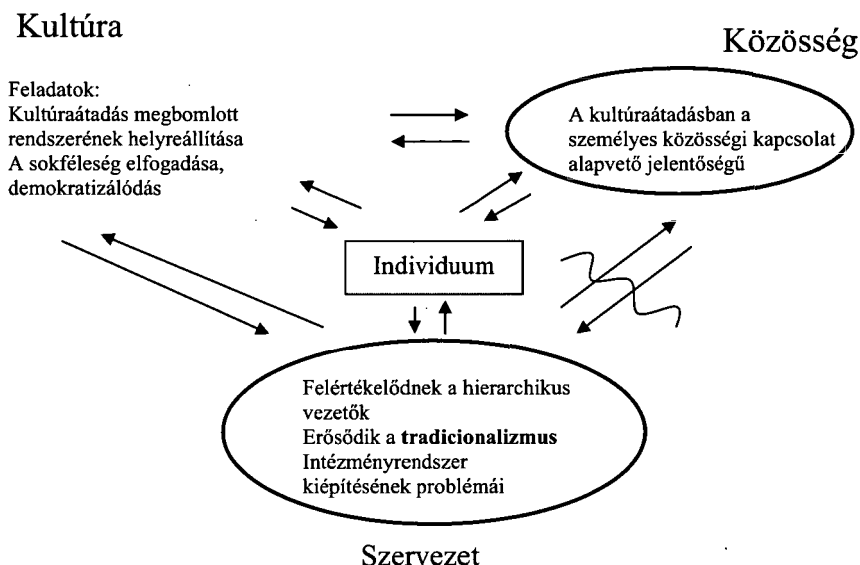 Kultúra
Közösség
Feladatok:
Kultúraátadás megbomlott
rendszerének helyreállítása
A sokféleség elfogadása,
demokratizálódás
A kultúraátadásban a
személyes közösségi kapcsolat
alapvető jelentőségű
Individuum
Felértékelődnek a hierarchikus
vezetők
Erősödik a tradicionalizmus
Intézményrendszer
kiépítésének problémái
Szervezet